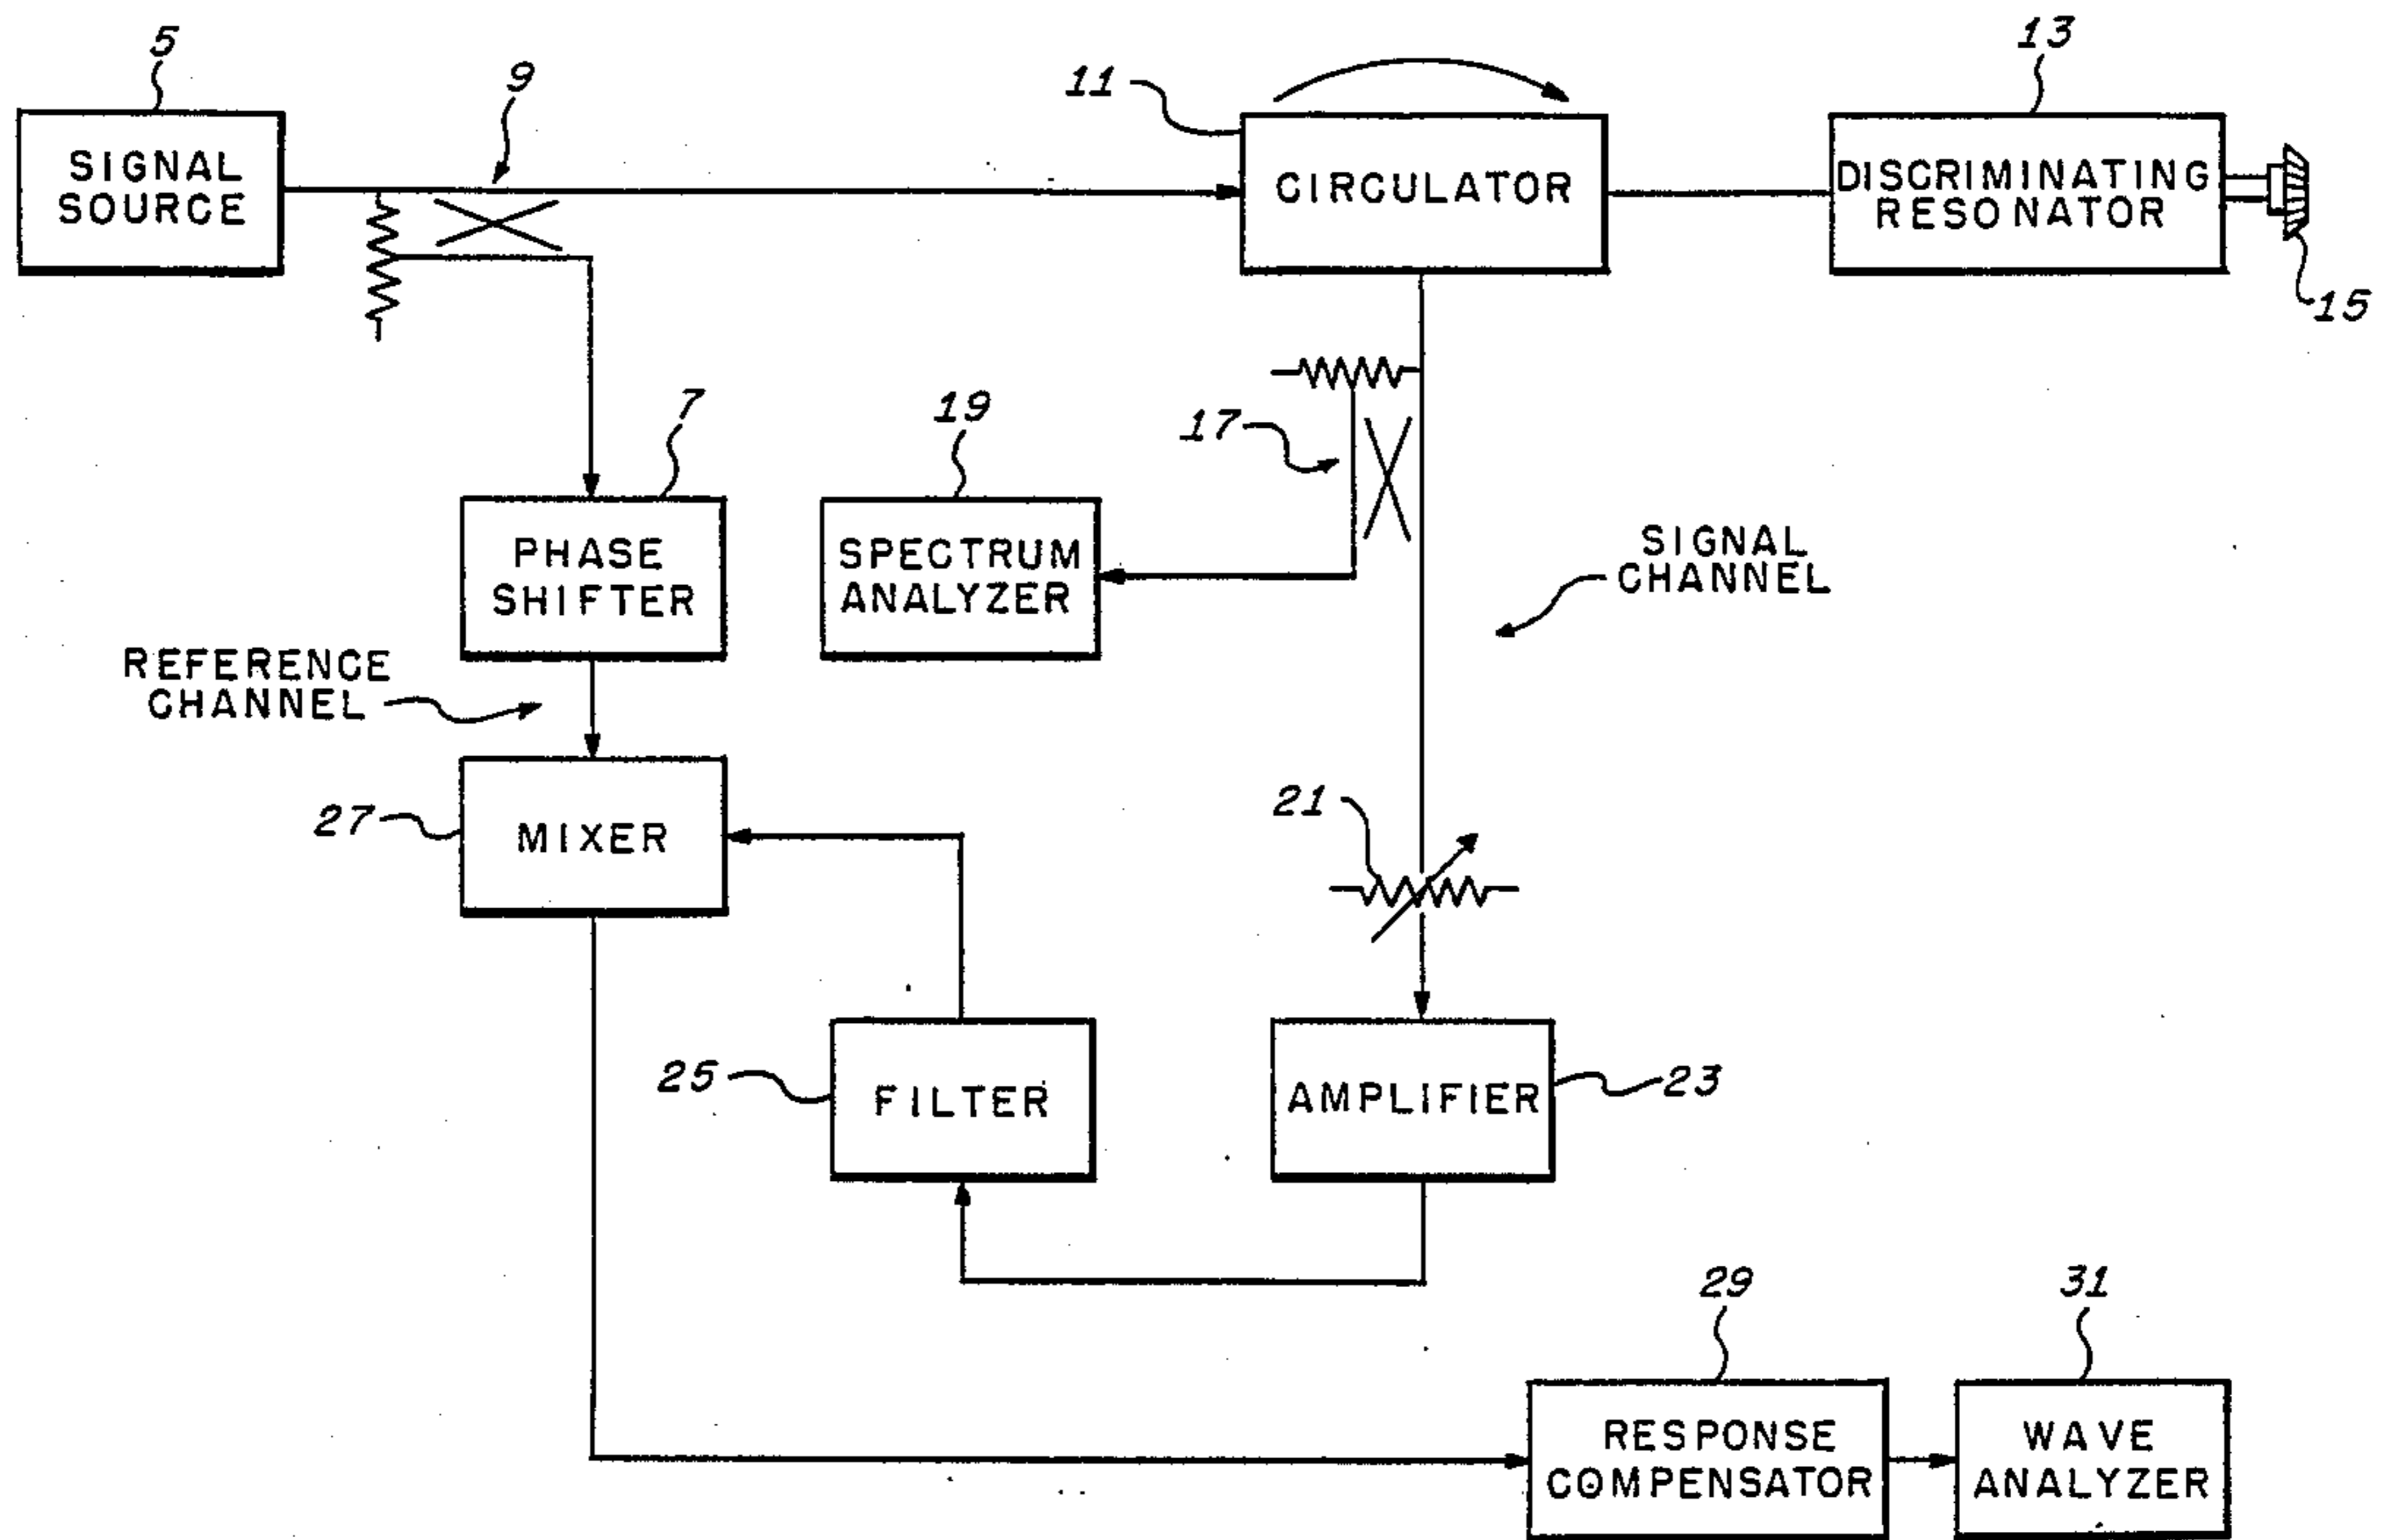 5
9
11
13
SIGNAL
SOURCE
CIRCULATOR
DISCRIMINATING
RESONATOR
15
7
19
17
PHASE
SHIFTER
SPECTRUM
ANALYZER
SIGNAL
CHANNEL
REFERENCE
CHANNEL
27
MIXER
21
25
FILTER
AMPLIFIER
23
29
31
RESPONSE
COMPENSATOR
WAVE
ANALYZER